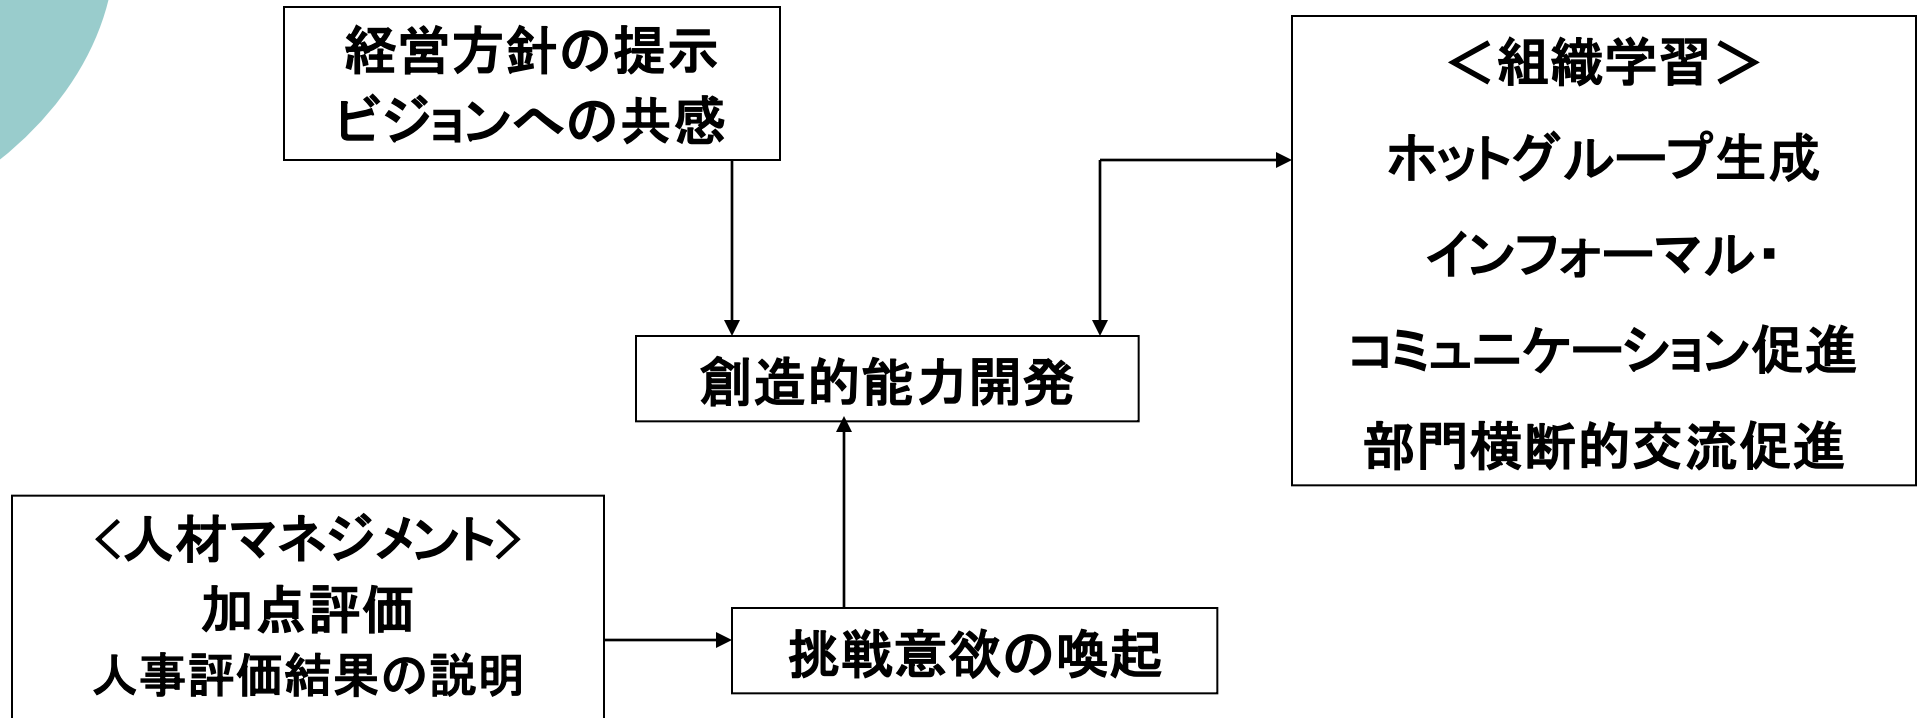 経営方針の提示
ビジョンへの共感
＜組織学習＞
ホットグループ生成
インフォーマル・
コミュニケーション促進
部門横断的交流促進
創造的能力開発
〈人材マネジメント〉
加点評価
人事評価結果の説明
挑戦意欲の喚起